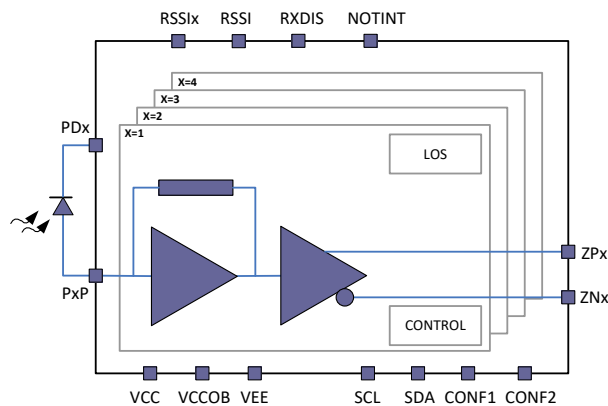 RSSIx RSSI RXDIS NOTINT
X=4
X=3
X=2
X=1
PDx
LOS
PxP
ZPx
ZNx
CONTROL
VCC VCCOB VEE SCL SDA CONF1 CONF2